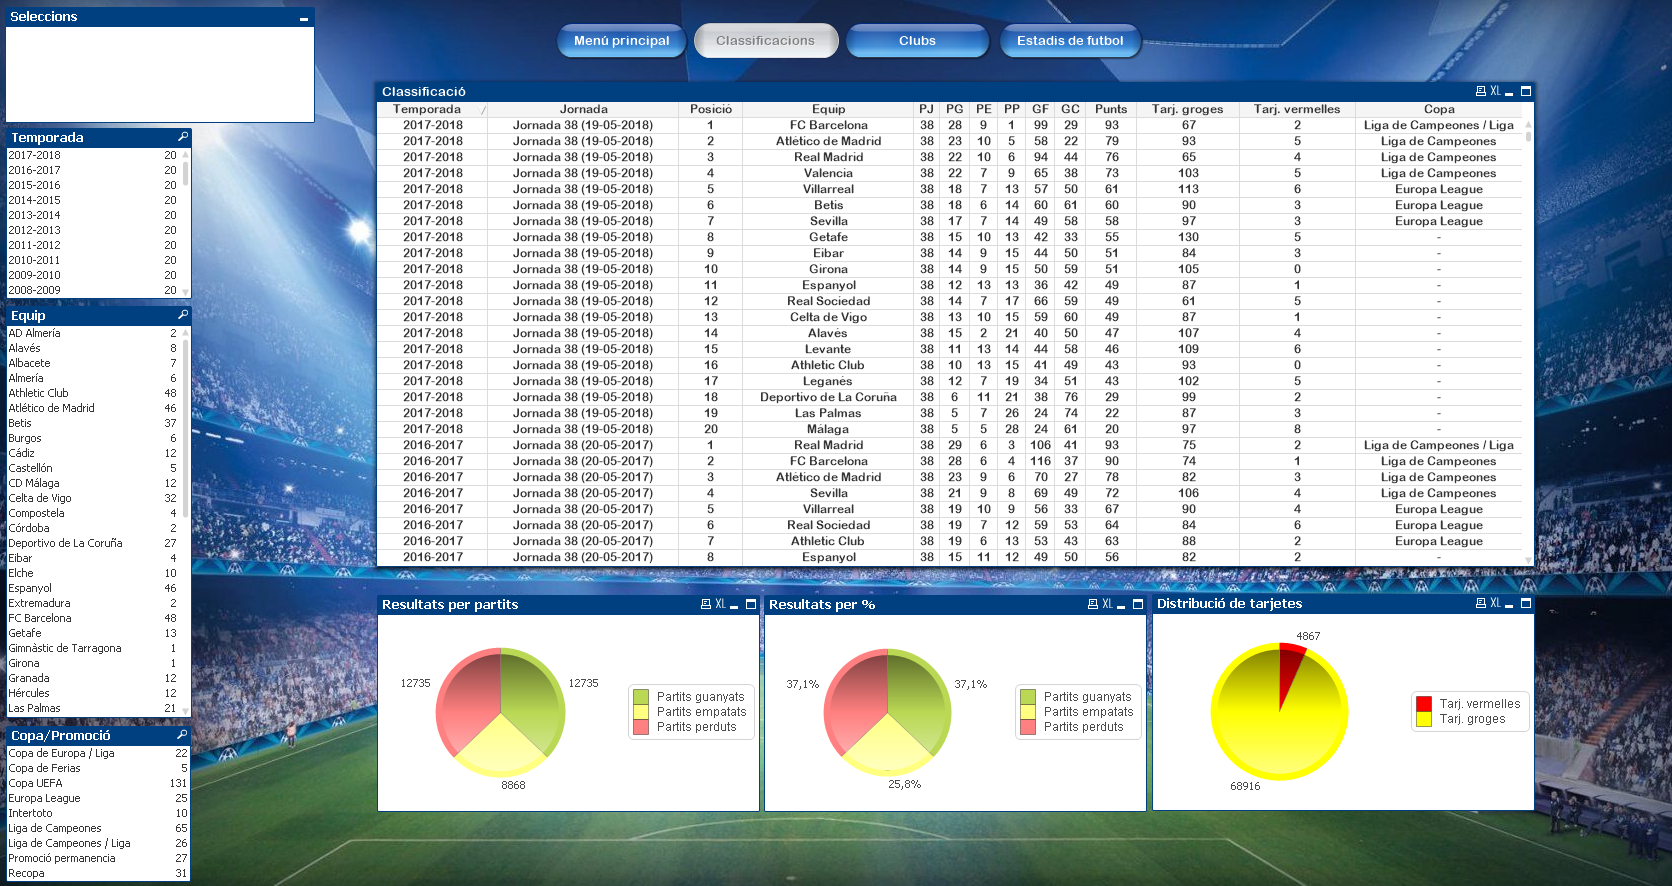 Seleccions
Menú principal
Classificacions
Clubs
Estadis de futbol
Temporada
2017-2018 20
2016-2017 20
2015-2016 20
2014-2015 20
2013-2014 20
2012-2013 20
2011-2012 20
2010-2011 20
2009-2010 20
2008-2009 20
Equip
AD Almería 2
Alavés 8
Albacete 7
Almería 6
Athletic Club 48
Atlético de Madrid 46
Betis 37
Burgos 6
Cádiz 12
Castellón 5
CD Málaga 12
Celta de Vigo 32
Compostela 4
Córdoba 2
Deportivo de La Coruña 27
Eibar 4
Elche 10
Espanyol 46
Extremadura 2
FC Barcelona 48
Getafe 13
Gimnàstic de Tarragona 1
Girona 1
Granada 12
Hércules 12
Las Palmas 21
Copa/Promoció
Copa de Europa / Liga 22
Copa de Ferias 5
Copa UEFA 131
Europa League 25
Intertoto 10
Liga de Campeones 65
Liga de Campeones / Liga 26
Promoció permanencia 27
Recopa 31
Classificació XL
Temporada Jornada Posició Equip PJ PG PE PP GF GC Punts Tarj. groges Tarj. vermelles Copa
2017-2018 Jornada 38 (19-05-2018) 1 FC Barcelona 38 28 9 1 99 29 93 67 2 Liga de Campeones / Liga
2017-2018 Jornada 38 (19-05-2018) 2 Atlético de Madrid 38 23 10 5 58 22 79 93 5 Liga de Campeones
2017-2018 Jornada 38 (19-05-2018) 3 Real Madrid 38 22 10 6 94 44 76 65 4 Liga de Campeones
2017-2018 Jornada 38 (19-05-2018) 4 Valencia 38 22 7 9 65 38 73 103 5 Liga de Campeones
2017-2018 Jornada 38 (19-05-2018) 5 Villarreal 38 18 7 13 57 50 61 113 6 Europa League
2017-2018 Jornada 38 (19-05-2018) 6 Betis 38 18 6 14 60 61 60 90 3 Europa League
2017-2018 Jornada 38 (19-05-2018) 7 Sevilla 38 17 7 14 49 58 58 97 3 Europa League
2017-2018 Jornada 38 (19-05-2018) 8 Getafe 38 15 10 13 42 33 55 130 5 -
2017-2018 Jornada 38 (19-05-2018) 9 Eibar 38 14 9 15 44 50 51 84 3 -
2017-2018 Jornada 38 (19-05-2018) 10 Girona 38 14 9 15 50 59 51 105 0 -
2017-2018 Jornada 38 (19-05-2018) 11 Espanyol 38 12 13 13 36 42 49 87 1 -
2017-2018 Jornada 38 (19-05-2018) 12 Real Sociedad 38 14 7 17 66 59 49 61 5 -
2017-2018 Jornada 38 (19-05-2018) 13 Celta de Vigo 38 13 10 15 59 60 49 87 1 -
2017-2018 Jornada 38 (19-05-2018) 14 Alavés 38 15 2 21 40 50 47 107 4 -
2017-2018 Jornada 38 (19-05-2018) 15 Levante 38 11 13 14 44 58 46 109 6 -
2017-2018 Jornada 38 (19-05-2018) 16 Athletic Club 38 10 13 15 41 49 43 93 0 -
2017-2018 Jornada 38 (19-05-2018) 17 Leganés 38 12 7 19 34 51 43 102 5 -
2017-2018 Jornada 38 (19-05-2018) 18 Deportivo de La Coruña 38 6 11 21 38 76 29 99 2 -
2017-2018 Jornada 38 (19-05-2018) 19 Las Palmas 38 5 7 26 24 74 22 87 3 -
2017-2018 Jornada 38 (19-05-2018) 20 Málaga 38 5 5 28 24 61 20 97 8 -
2016-2017 Jornada 38 (20-05-2017) 1 Real Madrid 38 29 6 3 106 41 93 75 2 Liga de Campeones / Liga
2016-2017 Jornada 38 (20-05-2017) 2 FC Barcelona 38 28 6 4 116 37 90 74 1 Liga de Campeones
2016-2017 Jornada 38 (20-05-2017) 3 Atlético de Madrid 38 23 9 6 70 27 78 82 3 Liga de Campeones
2016-2017 Jornada 38 (20-05-2017) 4 Sevilla 38 21 9 8 69 49 72 106 4 Liga de Campeones
2016-2017 Jornada 38 (20-05-2017) 5 Villarreal 38 19 10 9 56 33 67 90 4 Europa League
2016-2017 Jornada 38 (20-05-2017) 6 Real Sociedad 38 19 7 12 59 53 64 84 6 Europa League
2016-2017 Jornada 38 (20-05-2017) 7 Athletic Club 38 19 6 13 53 43 63 88 2 Europa League
2016-2017 Jornada 38 (20-05-2017) 8 Espanyol 38 15 11 12 49 50 56 82 2 -
Resultats per partits XL
12735
12735
8868
Partits guanyats
Partits empatats
Partits perduts
Resultats per % XL
37,1%
37,1%
25,8%
Partits guanyats
Partits empatats
Partits perduts
Distribució de tarjetes XL
4867
68916
Tarj. vermelles
Tarj. groges